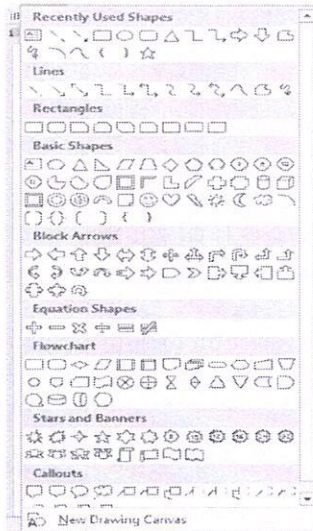 Recently Used Shapes
Lines
Rectangles
Basic Shapes
Block Arrows
Equation Shapes
Flowchart
Stars and Banners
Callouts
New Drawing Canvas